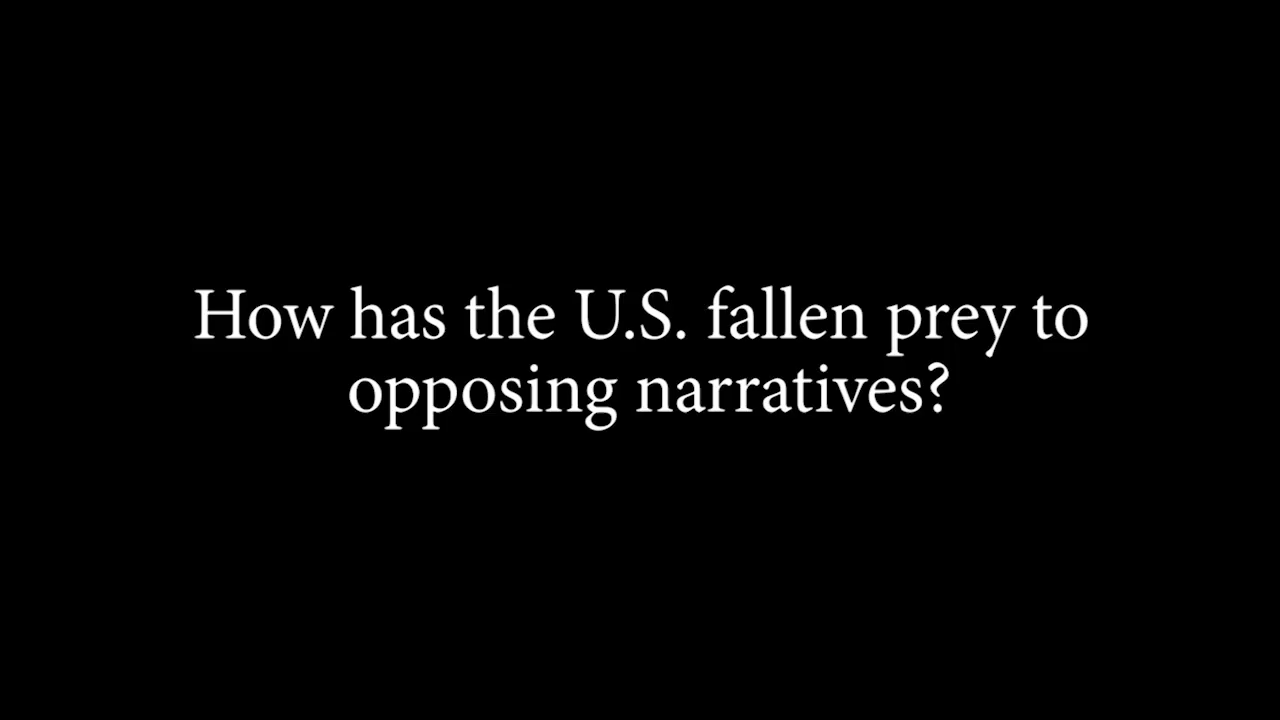 How has the U.S. fallen prey to
opposing narratives?